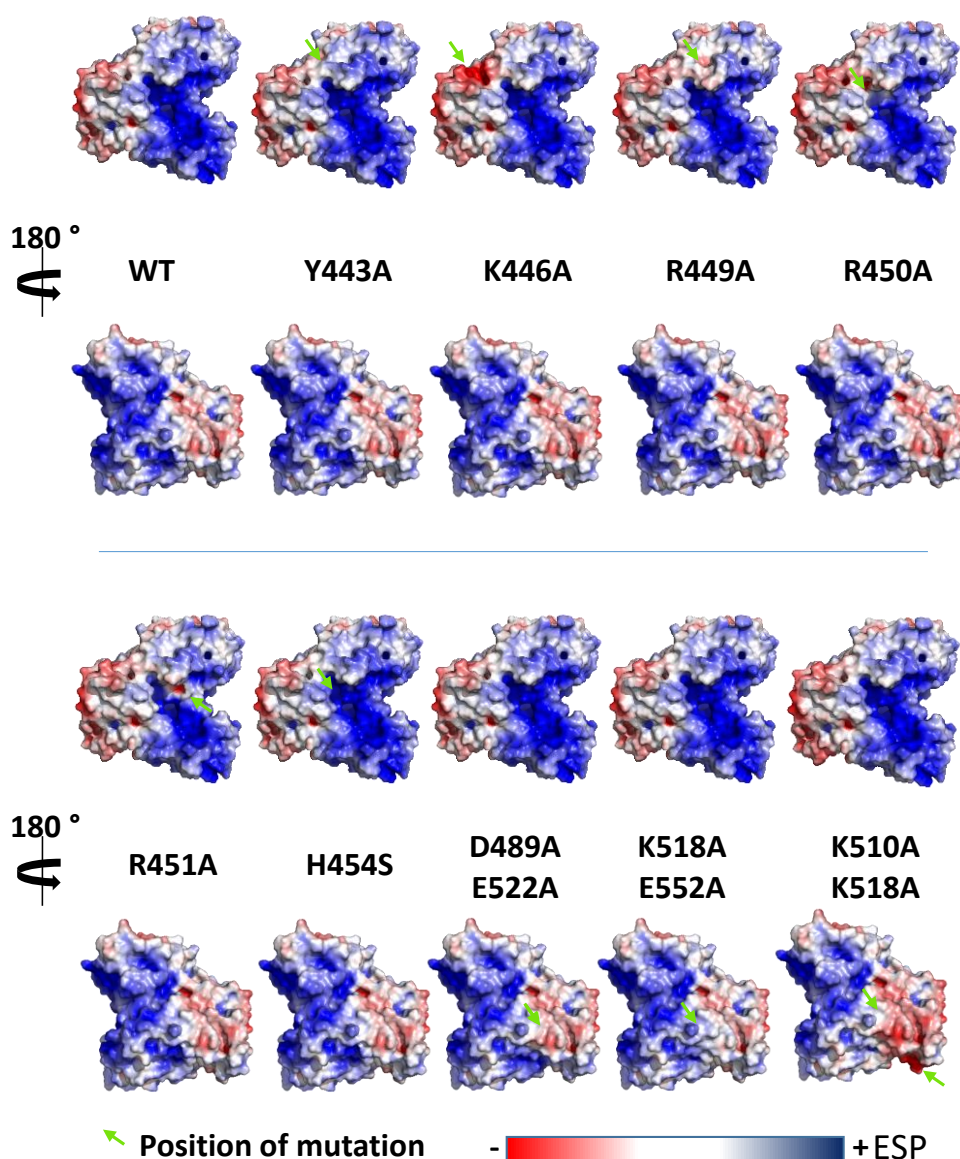 180 °
WT Y443A K446A R449A R450A
180 °
R451A H454S D489A K518A K510A
E522A E552A K518A
Position of mutation - + ESP